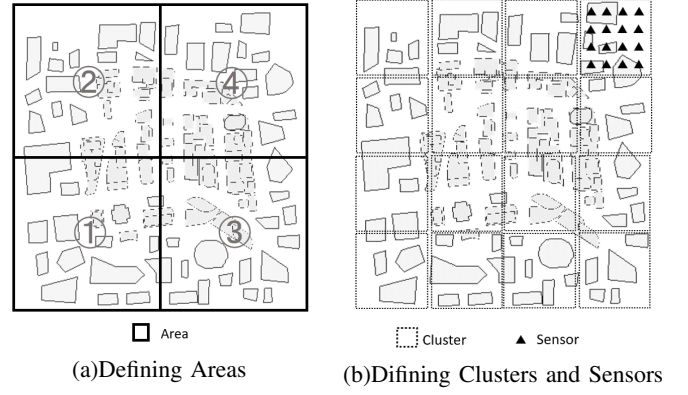 ② ④
① ③
Area
(a)Defining Areas
Cluster Sensor
(b)Difining Clusters and Sensors